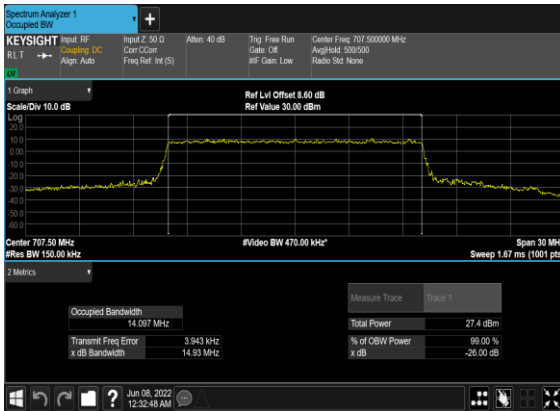 Spectrum Analyzer 1
Occupied BW
KEYSIGHT Input: RF Input Z: 50 Ω Atten: 40 dB Trig: Free Run Center Freq: 707.500000 MHz
RLT Coupling: DC Corr CCorr Gate: Off Avg|Hold: 500/500
Align: Auto Freq Ref: Int (S) #IF Gain: Low Radio Std: None
1 Graph
Ref Lvl Offset 8.60 dB
Scale/Div 10.0 dB Ref Value 30.00 dBm
Log
20.0
10.0
0.00
-10.0
-20.0
-30.0
-40.0
-50.0
-60.0
Center 707.50 MHz #Video BW 470.00 kHz* Span 30 MH
#Res BW 150.00 kHz Sweep 1.67 ms (1001 pts
2 Metrics
Measure Trace Trace 1
Occupied Bandwidth
14.097 MHz Total Power 27.4 dBm
Transmit Freq Error 3.943 kHz % of OBW Power 99.00 %
x dB Bandwidth 14.93 MHz x dB -26.00 dB
Jun 08, 2022
12:32:48 AM